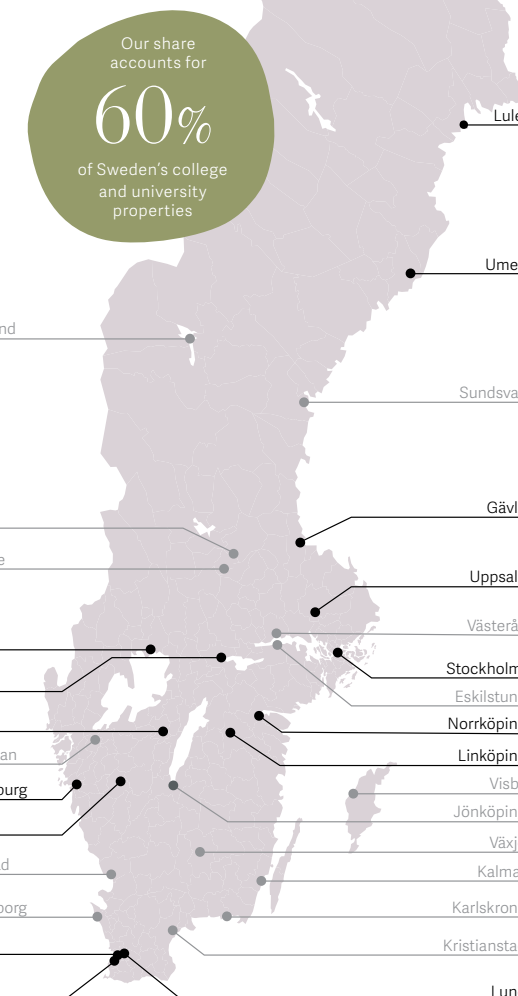 Our share
accounts for
60%
of Sweden's college
and university
properties
Lule
Ume
nd
Sundsva
Gävl
e
Uppsal
Västerå
Stockholm
Eskilstun
Norrköpin
an
Linköpin
Visb
burg
Jönköpin
Växj
d
Kalma
borg
Karlskron
Kristiansta
Lun